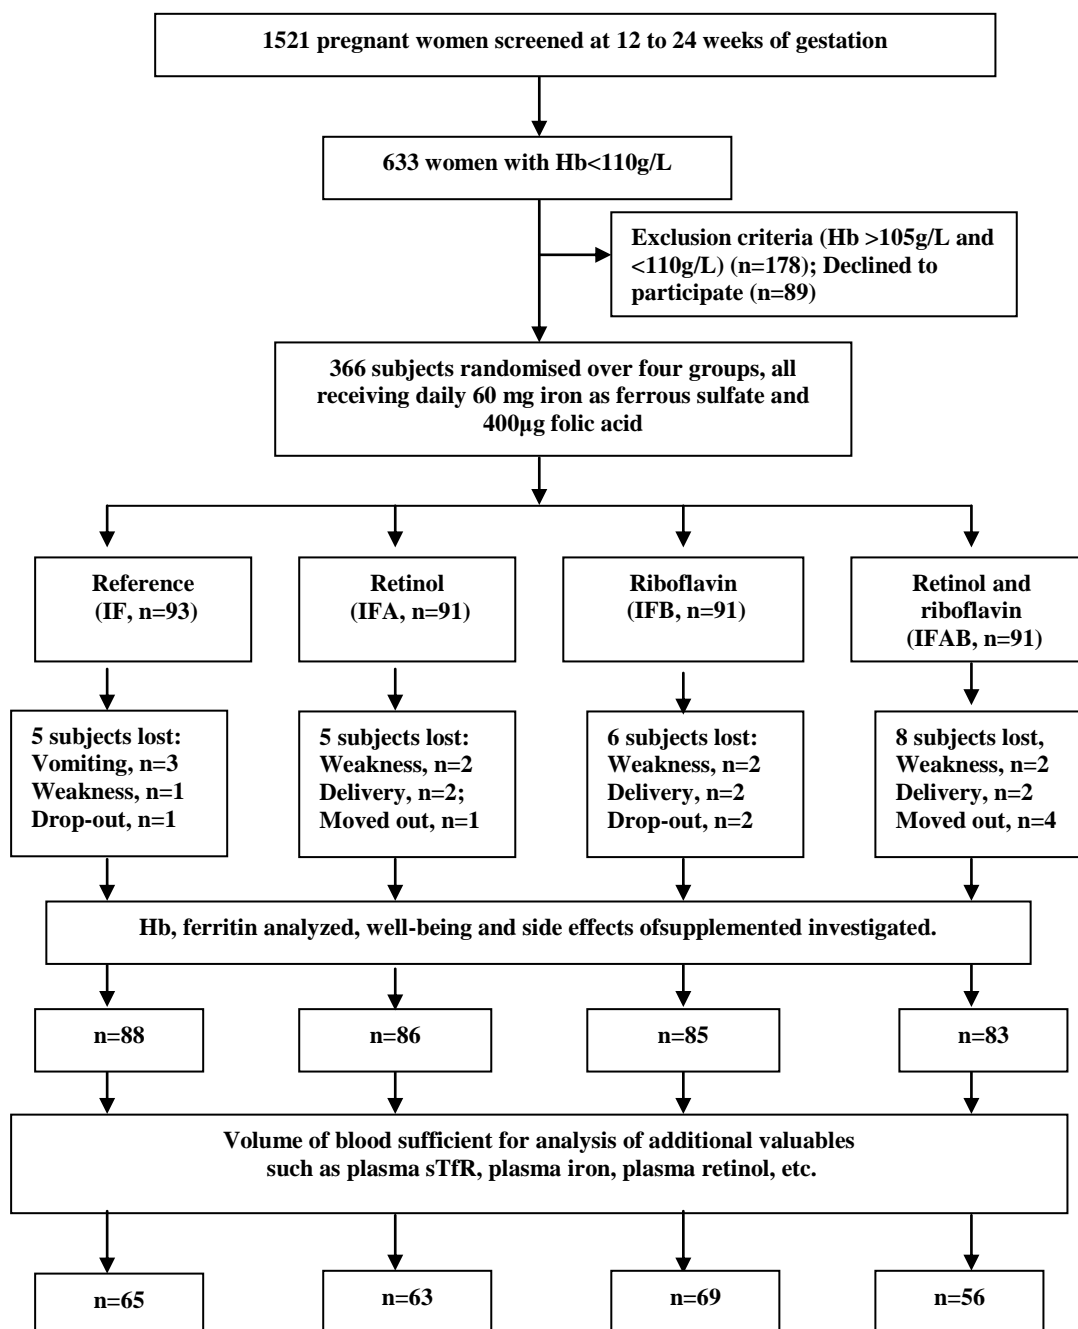 1521 pregnant women screened at 12 to 24 weeks of gestation
633 women with Hb<110g/L
Exclusion criteria (Hb >105g/L and
<110g/L) (n=178); Declined to
participate (n=89)
366 subjects randomised over four groups, all
receiving daily 60 mg iron as ferrous sulfate and
400µg folic acid
Reference
(IF, n=93)
Retinol
(IFA, n=91)
Riboflavin
(IFB, n=91)
Retinol and
riboflavin
(IFAB, n=91)
5 subjects lost:
Vomiting, n=3
Weakness, n=1
Drop-out, n=1
5 subjects lost:
Weakness, n=2
Delivery, n=2;
Moved out, n=1
6 subjects lost:
Weakness, n=2
Delivery, n=2
Drop-out, n=2
8 subjects lost,
Weakness, n=2
Delivery, n=2
Moved out, n=4
Hb, ferritin analyzed, well-being and side effects ofsupplemented investigated.
n=88
n=86
n=85
n=83
Volume of blood sufficient for analysis of additional valuables
such as plasma sTfR, plasma iron, plasma retinol, etc.
n=65
n=63
n=69
n=56